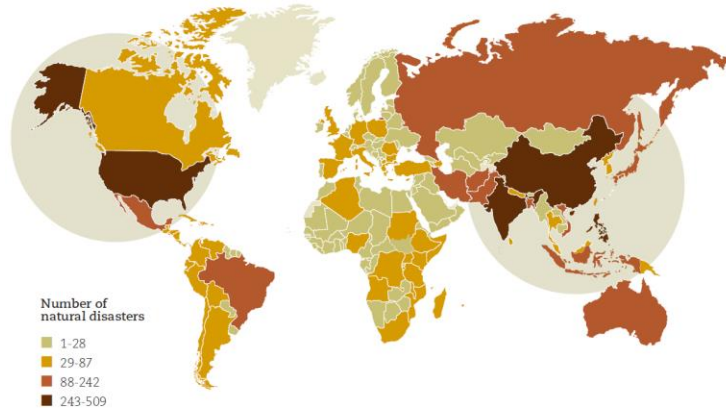 Number of
natural disasters
1-28
29-87
88-242
243-509